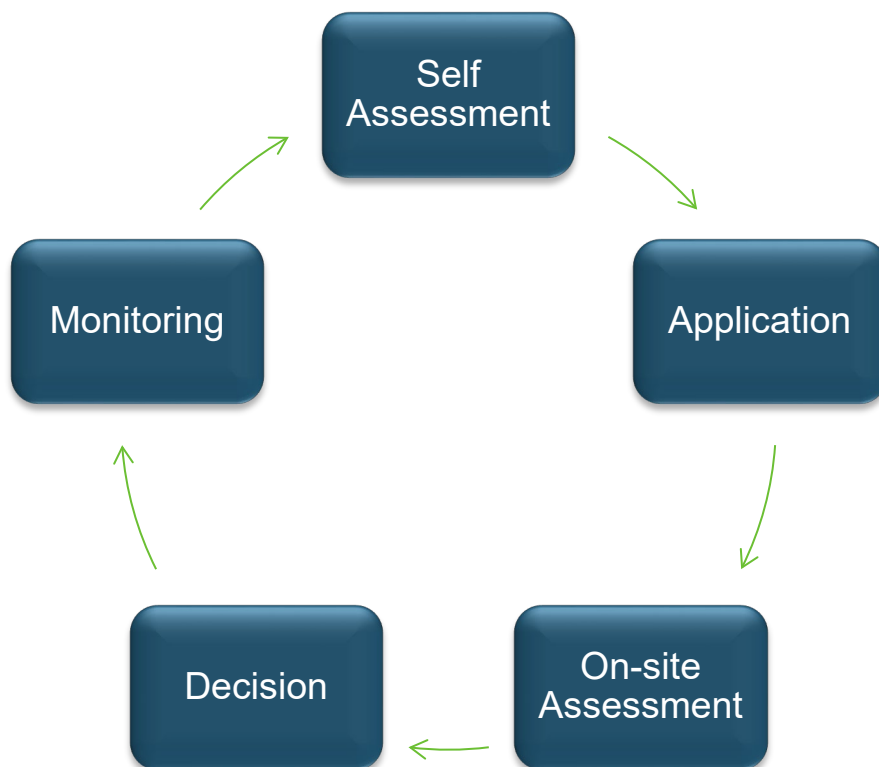 Self
Assessment
Application
On-site
Assessment
Decision
Monitoring